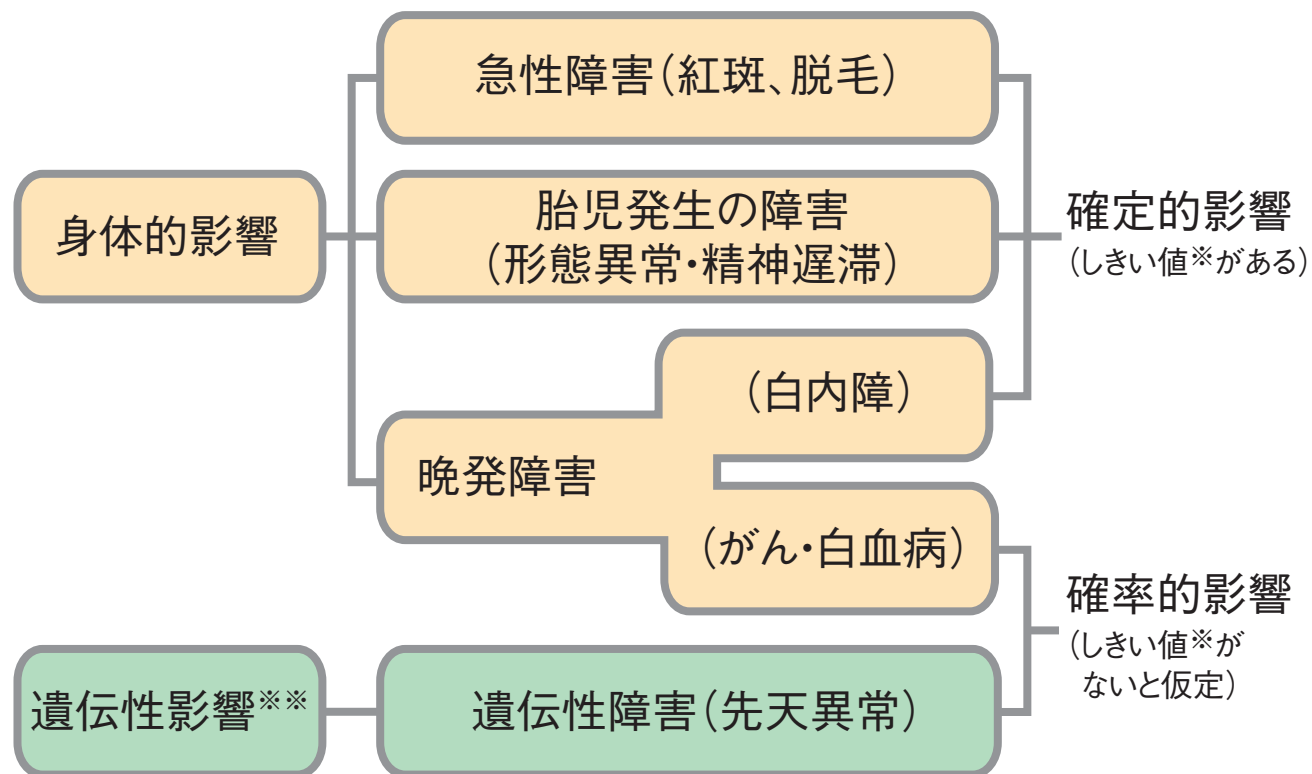 急性障害(紅斑、脱毛)
身体的影響
胎児発生の障害
(形態異常・精神遅滞)
確定的影響
(しきい値※がある)
(白内障)
晩発障害
(がん・白血病)
確率的影響
(しきい値※が
ないと仮定)
遺伝性影響※※
遺伝性障害(先天異常)